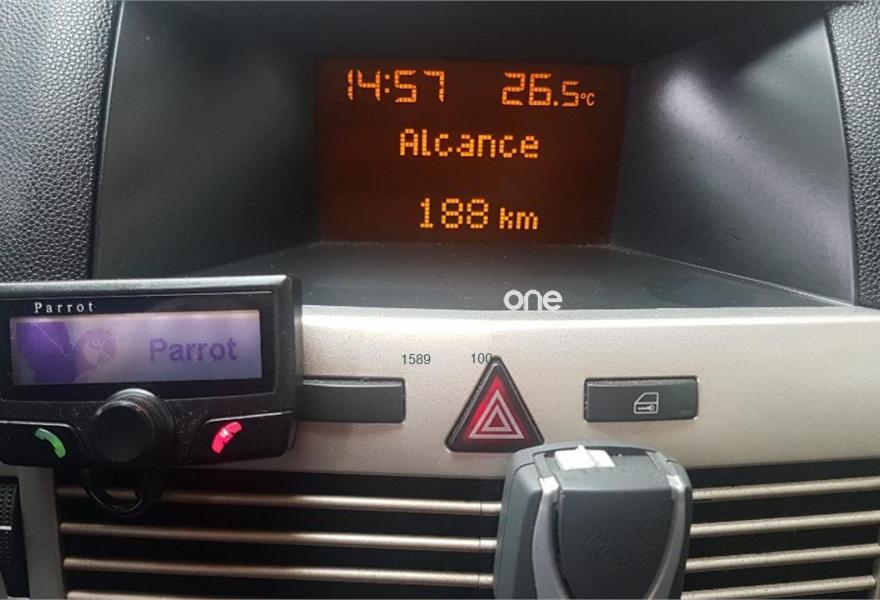 14:57 26.5°C
Alcance
188 km
one
Parrot
Parrot
1589 100